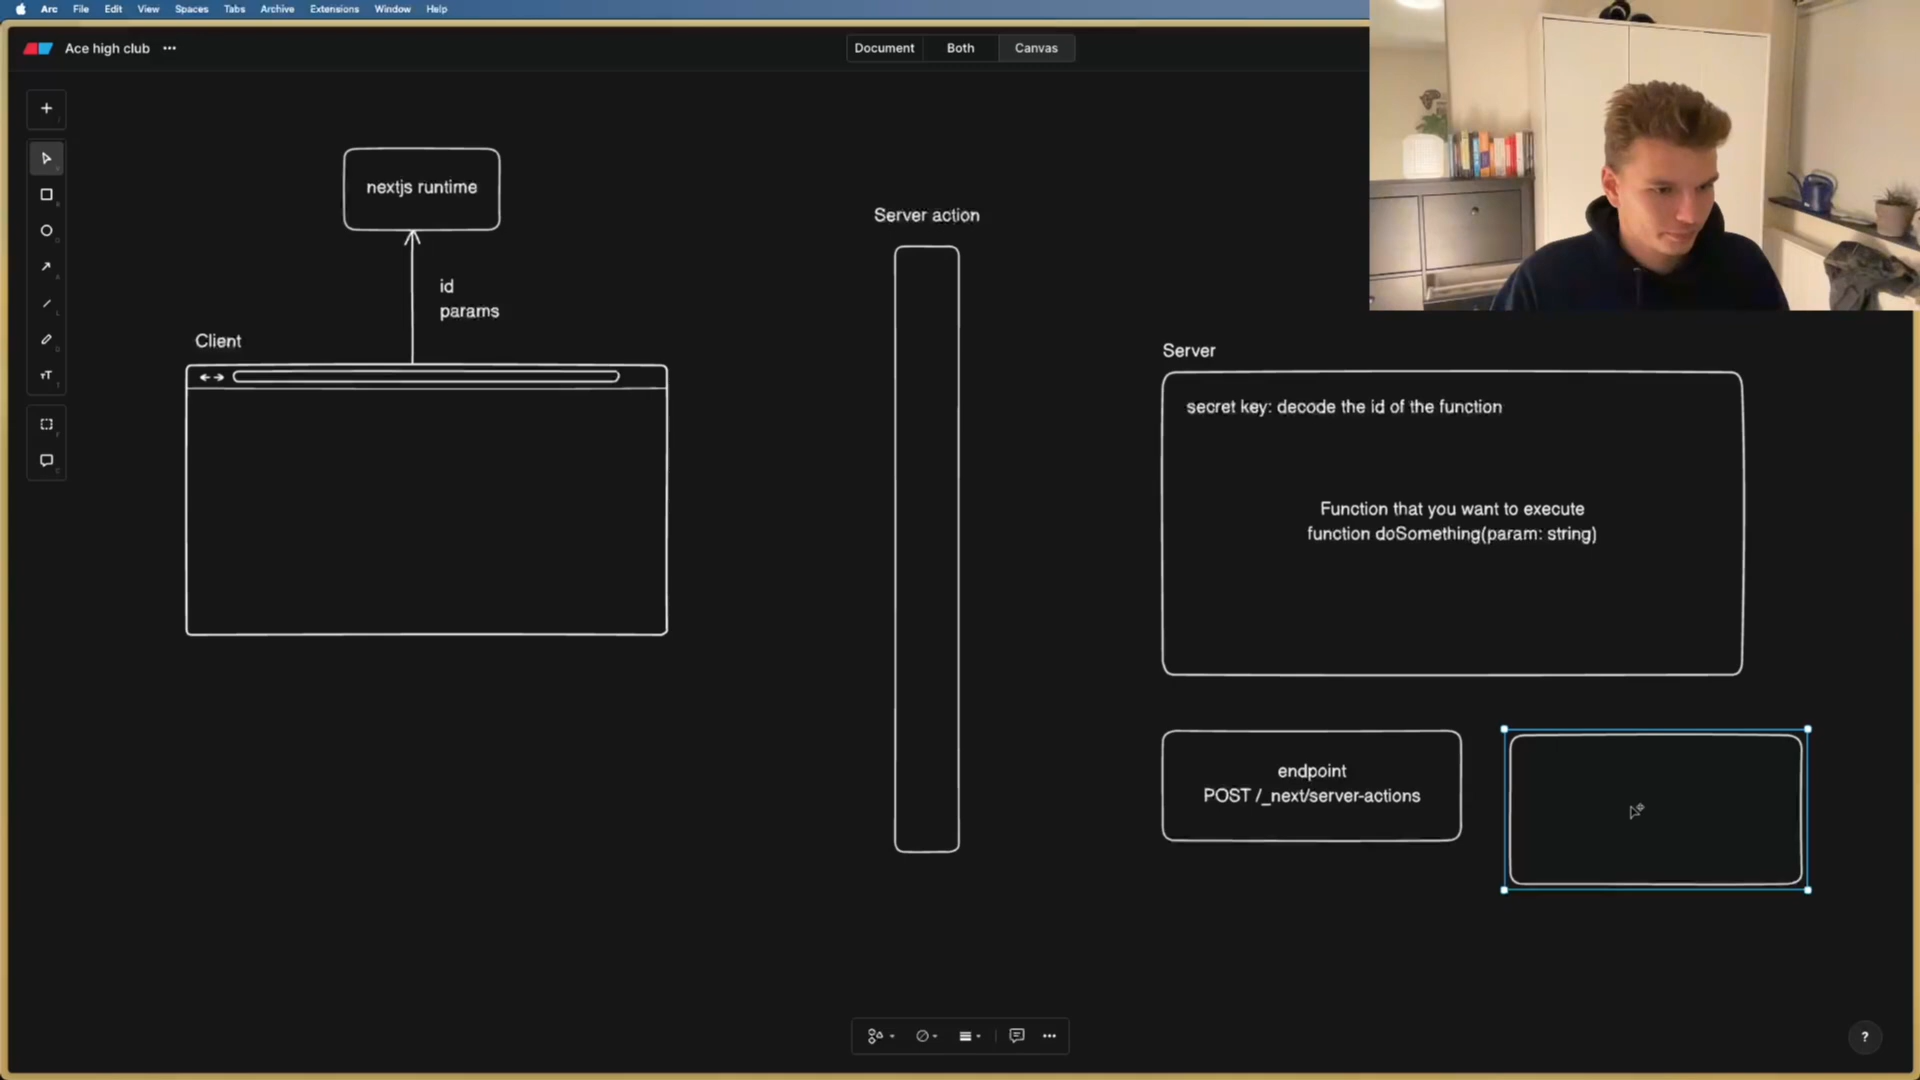 Arc File Edit View Spaces Tabs Archive Extensions Window Help
Ace high club
Document Both Canvas
nextjs runtime
Server action
id
params
Client
Server
secret key: decode the id of the function
Function that you want to execute
function doSomething(param: string)
endpoint
POST /_next/server-actions
TT
?